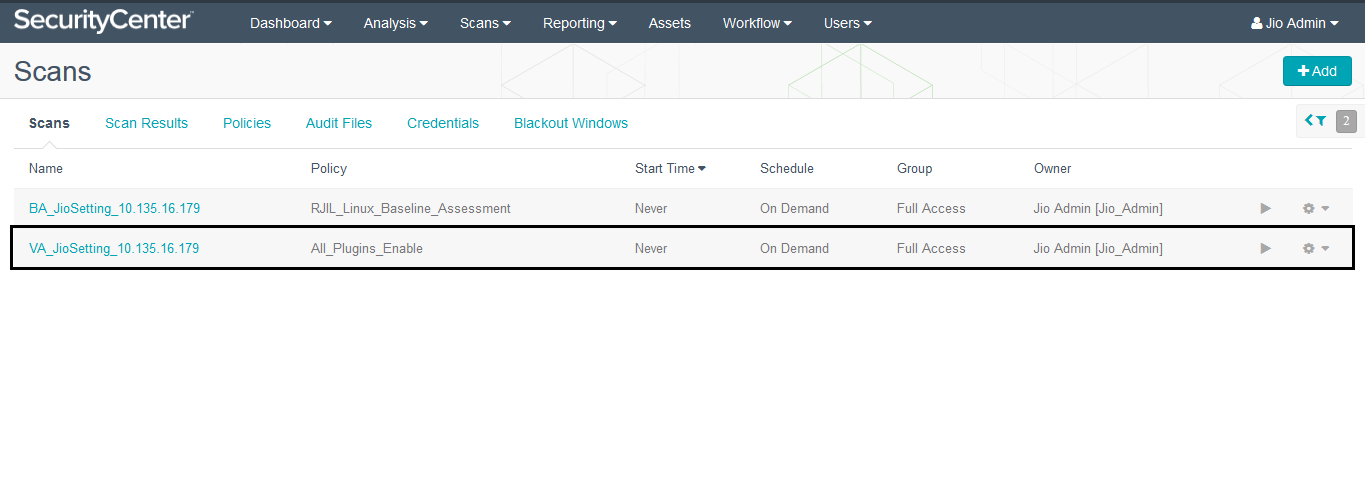 SecurityCenter™ Dashboard Analysis Scans Reporting Assets Workflow Users Jio Admin
Scans + Add
Scans Scan Results Policies Audit Files Credentials Blackout Windows 2
Name Policy Start Time Schedule Group Owner
BA_JioSetting_10.135.16.179 RJIL_Linux_Baseline_Assessment Never On Demand Full Access Jio Admin [Jio_Admin]
VA_JioSetting_10.135.16.179 All_Plugins_Enable Never On Demand Full Access Jio Admin [Jio_Admin]